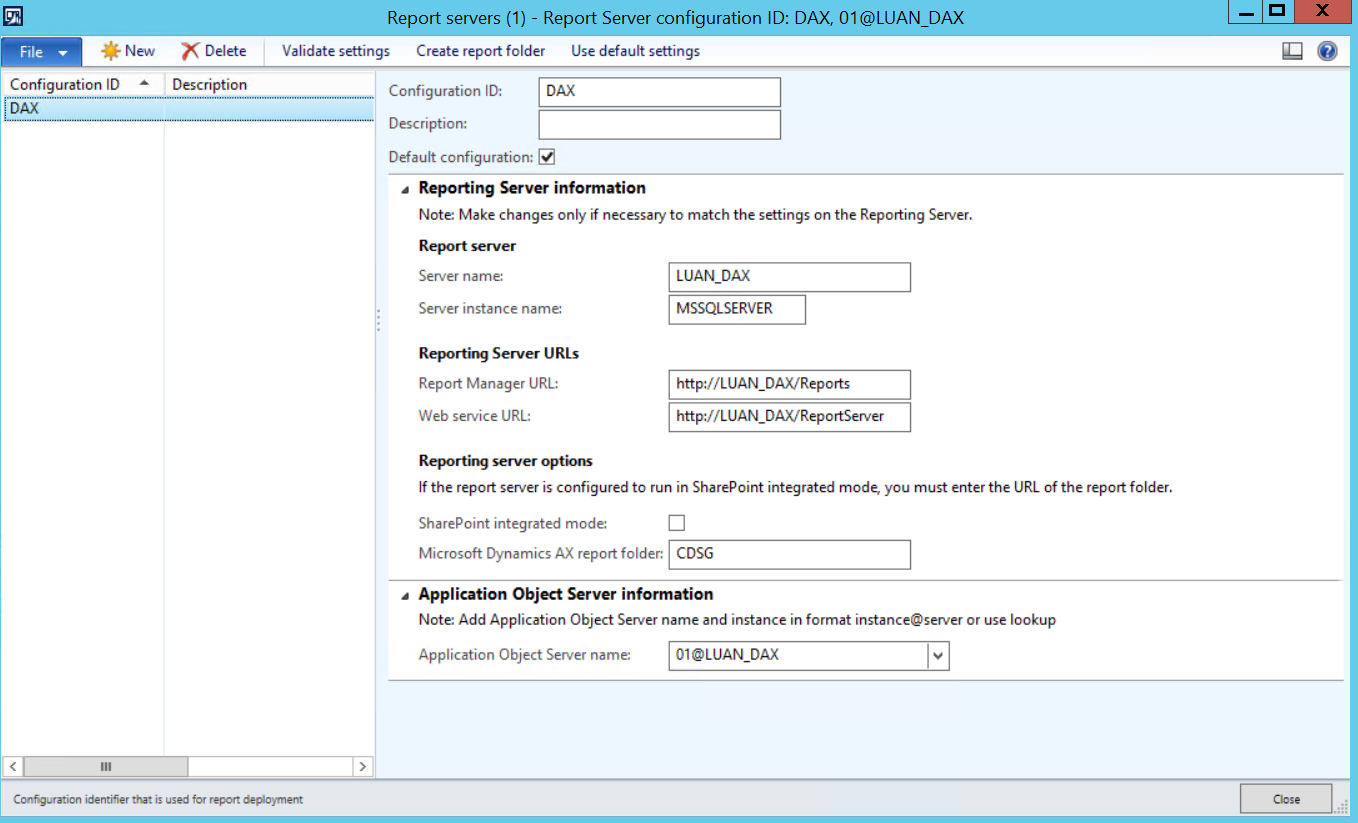 Report servers (1) - Report Server configuration ID: DAX, 01@LUAN_DAX
File New Delete Validate settings Create report folder Use default settings
Configuration ID Description
DAX
Configuration ID: DAX
Description:
Default configuration:
Reporting Server information
Note: Make changes only if necessary to match the settings on the Reporting Server.
Report server
Server name: LUAN_DAX
Server instance name: MSSQLSERVER
Reporting Server URLs
Report Manager URL: http://LUAN_DAX/Reports
Web service URL: http://LUAN_DAX/ReportServer
Reporting server options
If the report server is configured to run in SharePoint integrated mode, you must enter the URL of the report folder.
SharePoint integrated mode:
Microsoft Dynamics AX report folder: CDSG
Application Object Server information
Note: Add Application Object Server name and instance in format instance@server or use lookup
Application Object Server name: 01@LUAN_DAX
Configuration identifier that is used for report deployment
Close